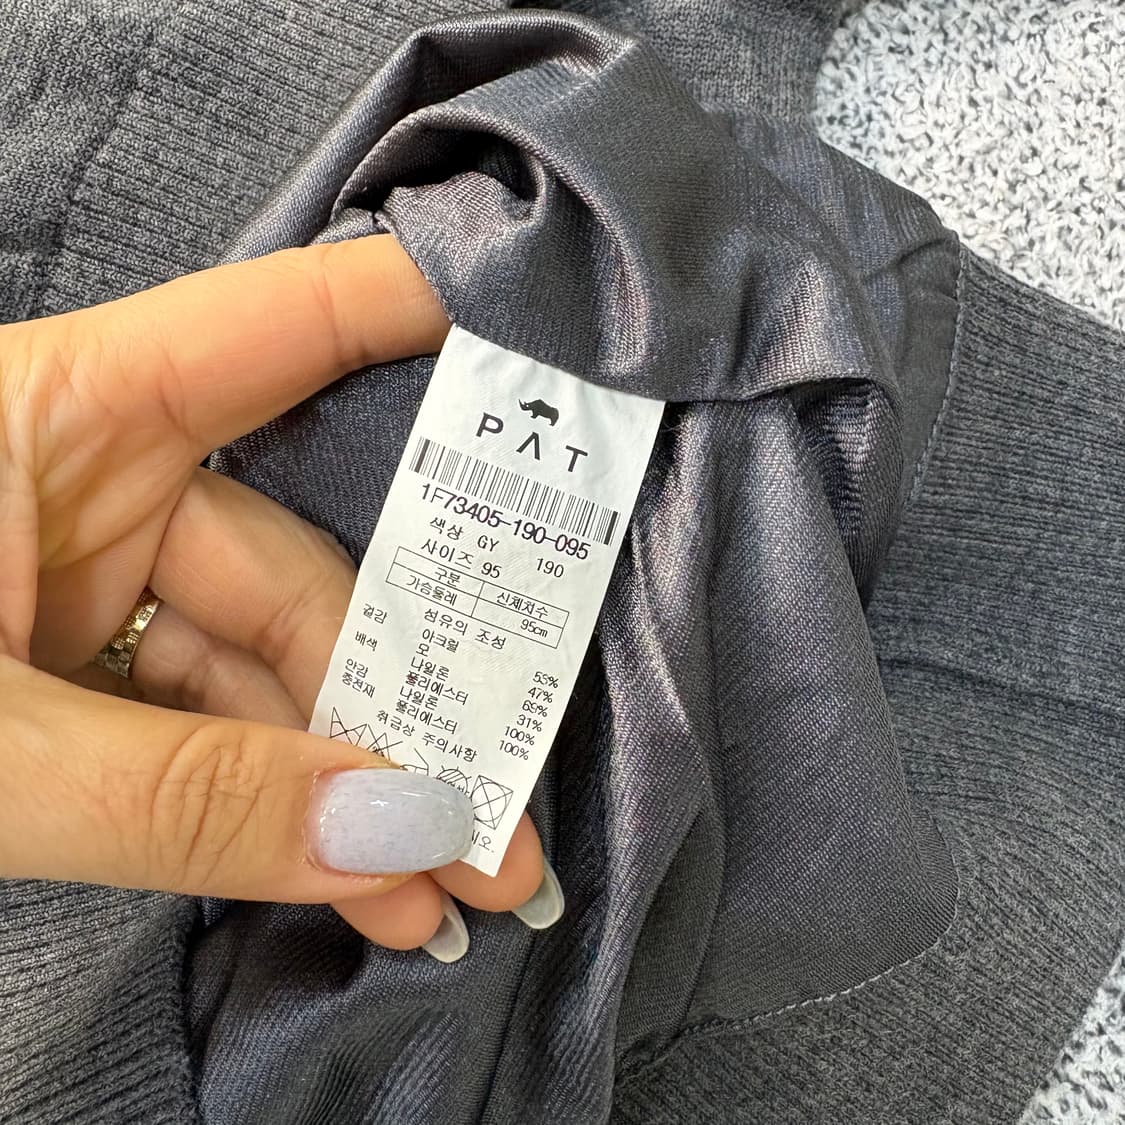 PAT
1F73405-190-095
색상 GY 190
사이즈 95
구분 신체치수
가슴둘레 95cm
섬유의 조성
겉감 아크릴 53%
모 47%
배색 나일론 69%
폴리에스터 31%
안감 나일론 100%
충전재 폴리에스터 100%
취급상 주의사항
시오.